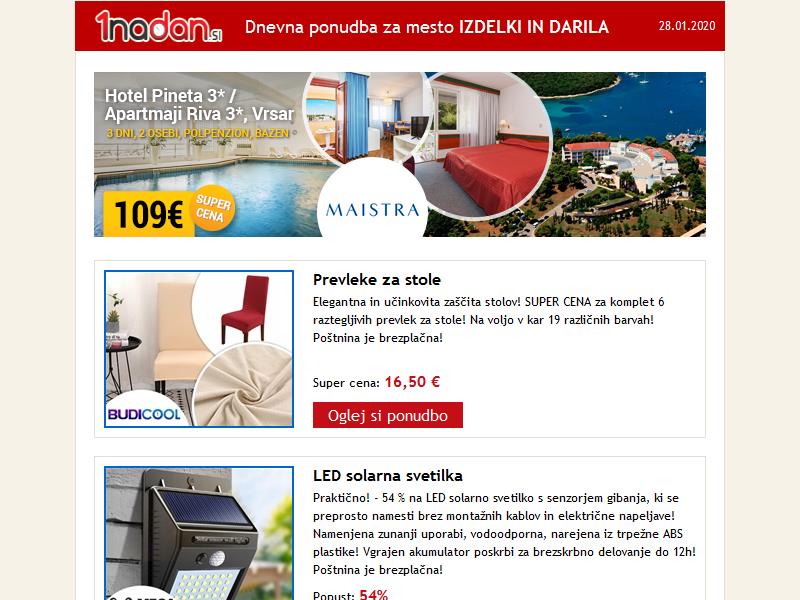 1nadan.si
Dnevna ponudba za mesto IZDELKI IN DARILA
28.01.2020
Hotel Pineta 3* /
Apartmaji Riva 3*, Vrsar
3 DNI, 2 OSEBI, POLPENZION, BAZEN
109€
SUPER
CENA
MAISTRA
Prevleke za stole
Elegantna in učinkovita zaščita stolov! SUPER CENA za komplet 6
raztegljivih prevlek za stole! Na voljo v kar 19 različnih barvah!
Poštnina je brezplačna!
Super cena: 16,50 €
Oglej si ponudbo
BUDICOOL
LED solarna svetilka
Praktično! - 54 % na LED solarno svetilko s senzorjem gibanja, ki se
preprosto namesti brez montažnih kablov in električne napeljave!
Namenjena zunanji uporabi, vodoodporna, narejena iz trpežne ABS
plastike! Vgrajen akumulator poskrbi za brezskrbno delovanje do 12h!
Poštnina je brezplačna!
Popust: 54%